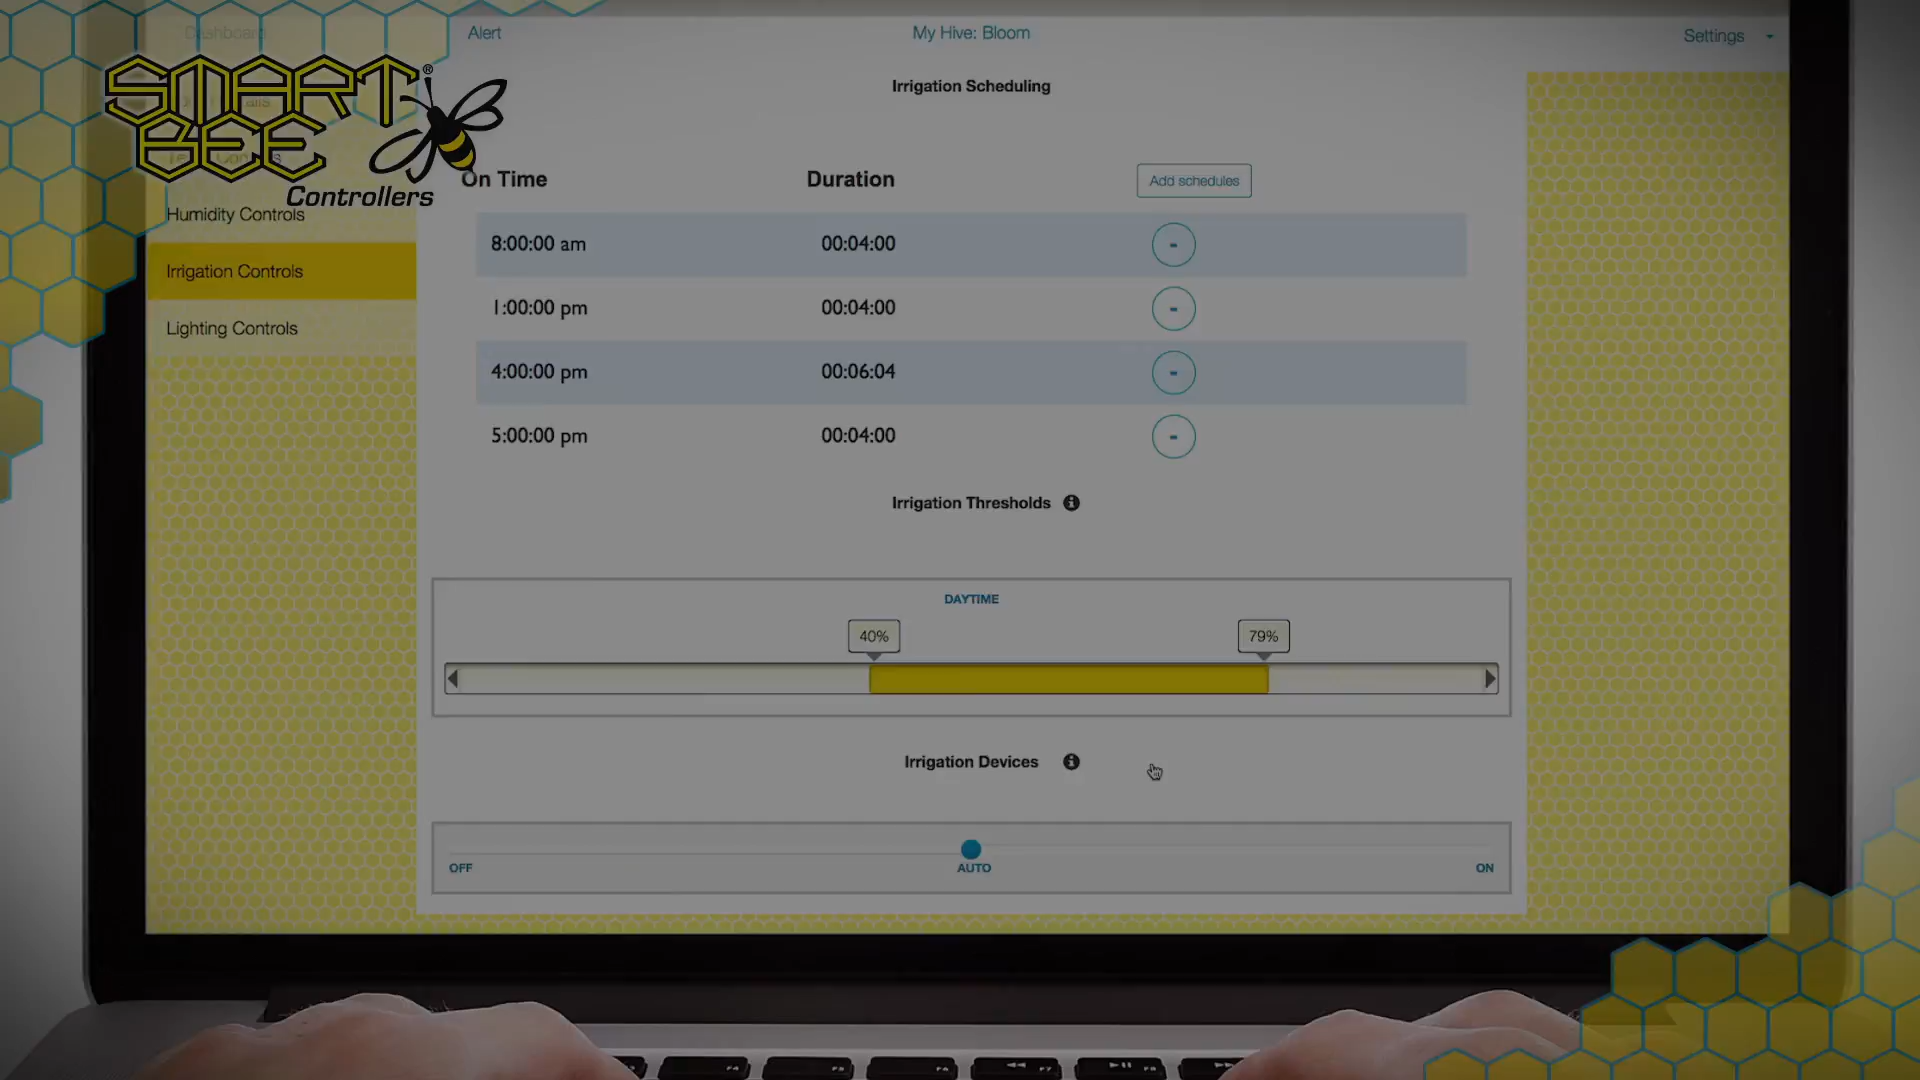 Dashboard
Alert
My Hive: Bloom
Settings
SMART
BEE
®
Controllers
Humidity Controls
Irrigation Controls
Lighting Controls
Irrigation Scheduling
On Time
Duration
Add schedules
8:00:00 am
00:04:00
-
1:00:00 pm
00:04:00
-
4:00:00 pm
00:06:04
-
5:00:00 pm
00:04:00
-
Irrigation Thresholds
DAYTIME
40%
79%
Irrigation Devices
OFF
AUTO
ON